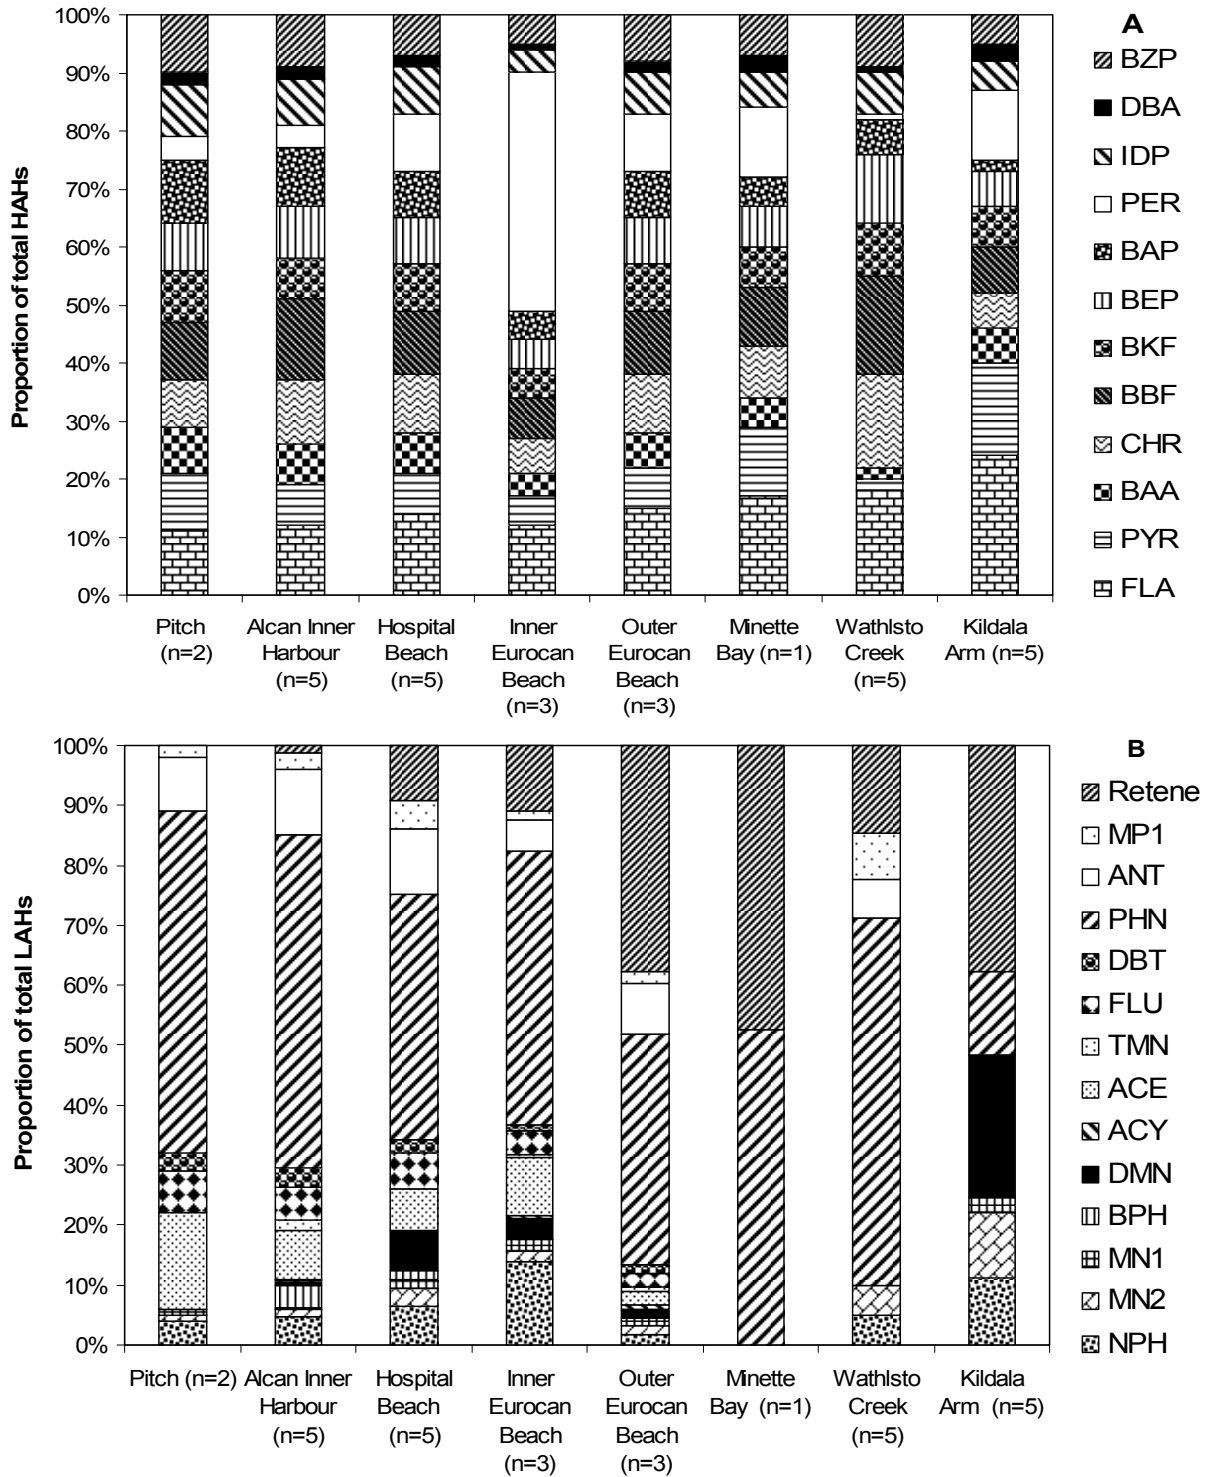 A
Proportion of total HAHs
100%
90%
80%
70%
60%
50%
40%
30%
20%
10%
0%
Pitch
(n=2)
Alcan Inner
Harbour
(n=5)
Hospital
Beach
(n=5)
Inner
Eurocan
Beach
(n=3)
Outer
Eurocan
Beach
(n=3)
Minette
Bay (n=1)
Wathlsto
Creek
(n=5)
Kildala
Arm (n=5)
BZP
DBA
IDP
PER
BAP
BEP
BKF
BBF
CHR
BAA
PYR
FLA
B
Proportion of total LAHs
100%
90%
80%
70%
60%
50%
40%
30%
20%
10%
0%
Pitch (n=2)
Alcan Inner
Harbour
(n=5)
Hospital
Beach
(n=5)
Inner
Eurocan
Beach
(n=3)
Outer
Eurocan
Beach
(n=3)
Minette
Bay (n=1)
Wathlsto
Creek
(n=5)
Kildala
Arm (n=5)
Retene
MP1
ANT
PHN
DBT
FLU
TMN
ACE
ACY
DMN
BPH
MN1
MN2
NPH